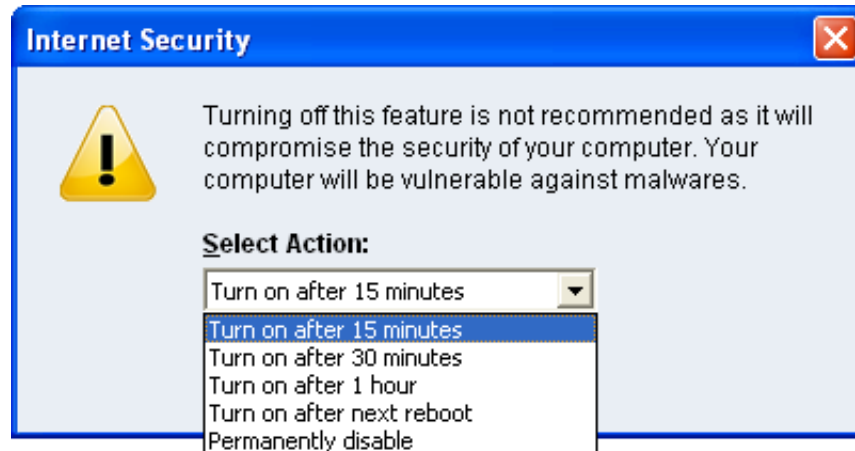 Internet Security
Turning off this feature is not recommended as it will
compromise the security of your computer. Your
computer will be vulnerable against malwares.
Select Action:
Turn on after 15 minutes
Turn on after 15 minutes
Turn on after 30 minutes
Turn on after 1 hour
Turn on after next reboot
Permanently disable